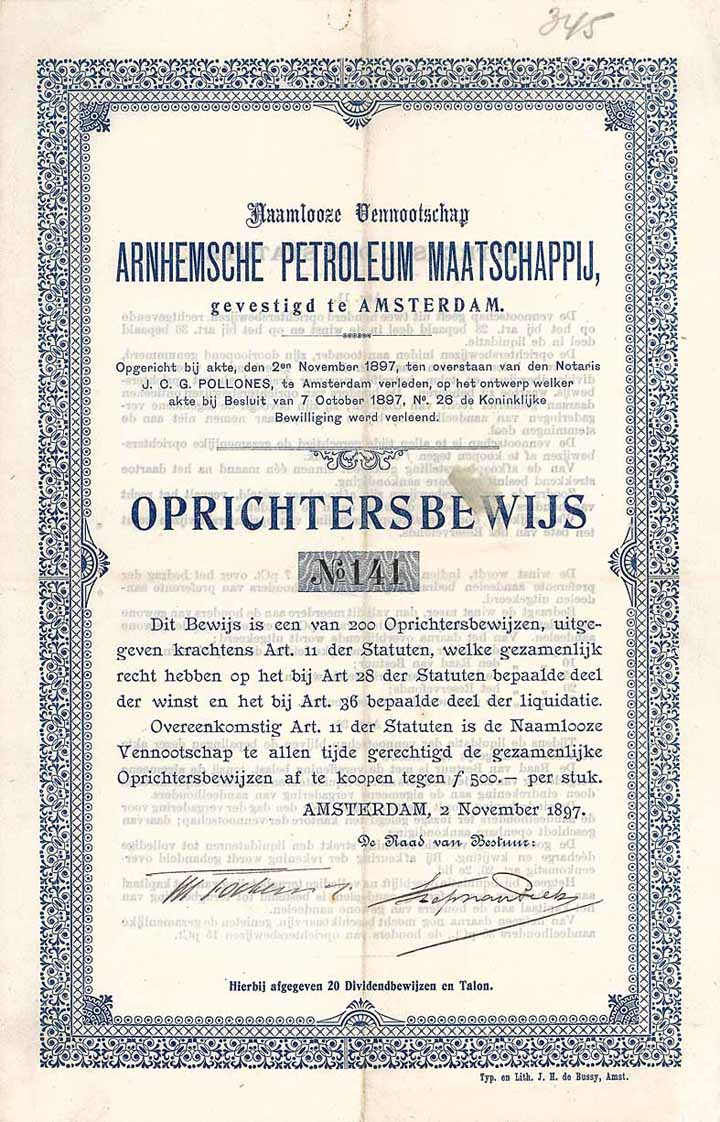 345
Naamlooze Vennootschap
ARNHEMSCHE PETROLEUM MAATSCHAPPIJ,
gevestigd te AMSTERDAM.
Opgericht bij akte, den 2en November 1897, ten overstaan van den Notaris
J. C. G. POLLONES, te Amsterdam verleden, op het ontwerp welker
akte bij Besluit van 7 October 1897, No. 28 de Koninklijke
Bewilliging werd verleend.
OPRICHTERSBEWIJS
No 141
Dit Bewijs is een van 200 Oprichtersbewijzen, uitge-
geven krachtens Art. 11 der Statuten, welke gezamenlijk
recht hebben op het bij Art 28 der Statuten bepaalde deel
der winst en het bij Art. 36 bepaalde deel der liquidatie.
Overeenkomstig Art. 11 der Statuten is de Naamlooze
Vennootschap te allen tijde gerechtigd de gezamenlijke
Oprichtersbewijzen af te koopen tegen ƒ 500.— per stuk.
AMSTERDAM, 2 November 1897.
De Raad van Bestuur:
Hierbij afgegeven 20 Dividendbewijzen en Talon.
Typ. en Lith. J. H. de Bussy, Amst.